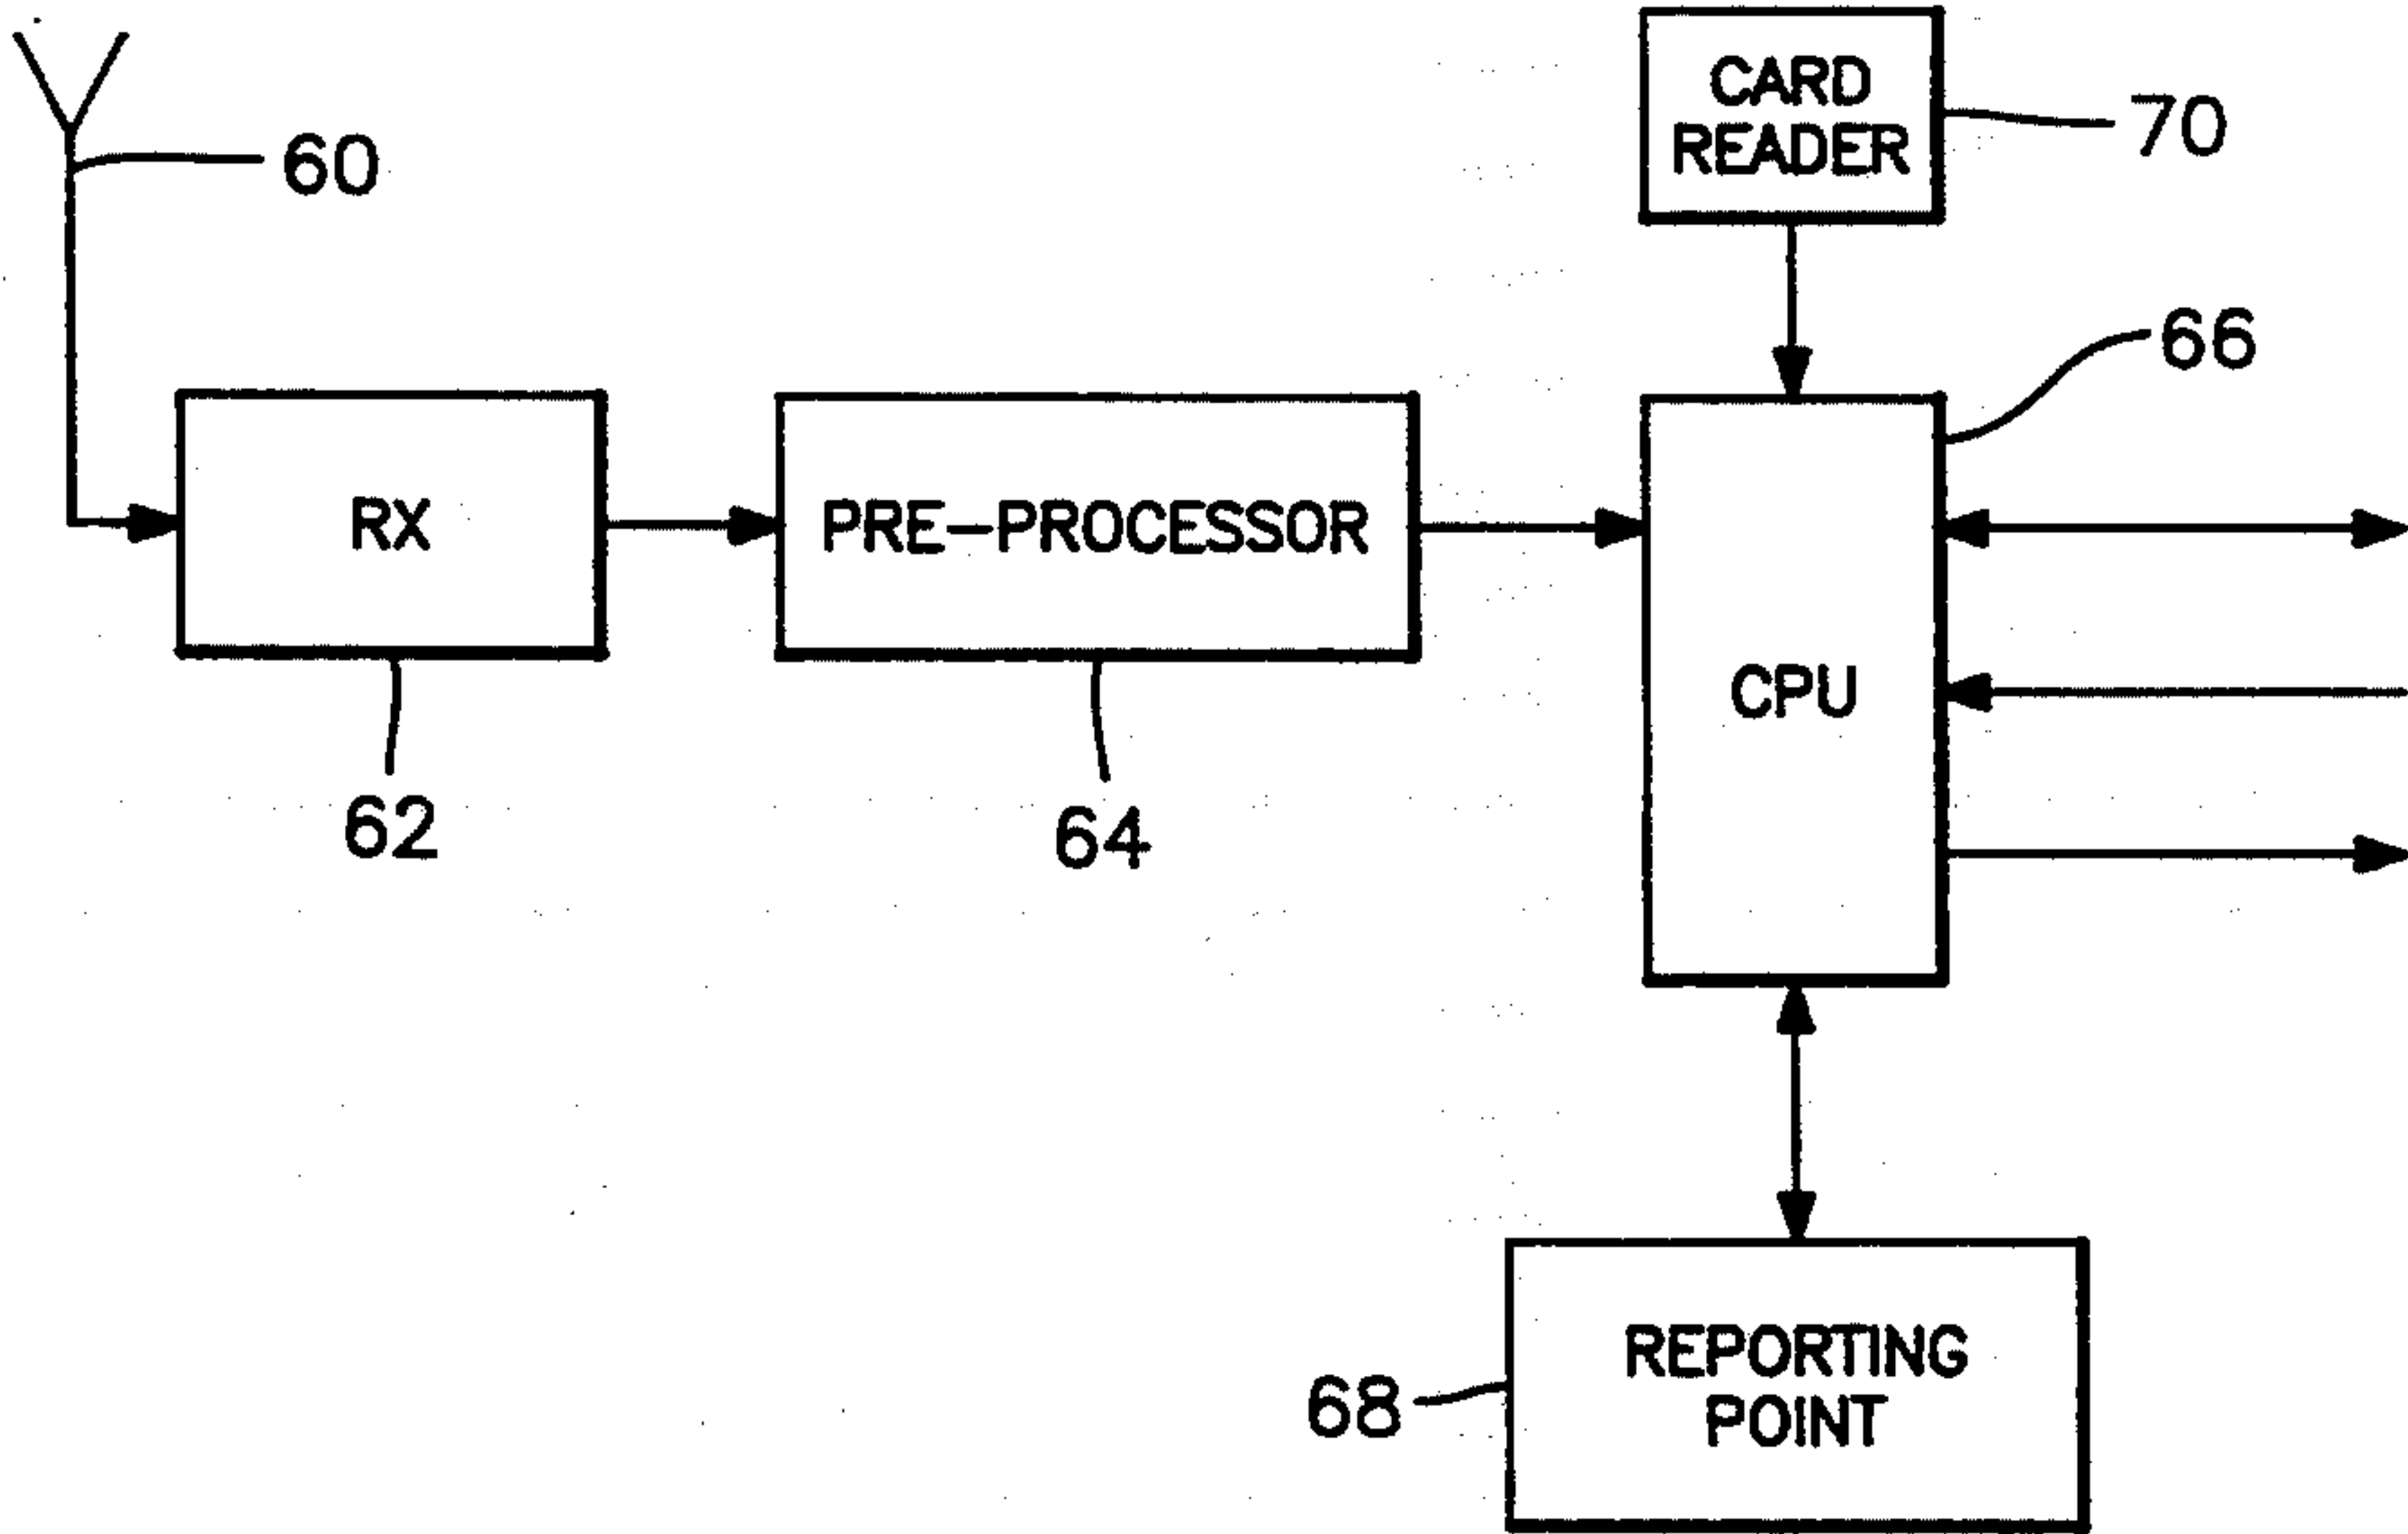 CARD
READER
70
60
66
RX
PRE-PROCESSOR
CPU
62
64
REPORTING
POINT
68